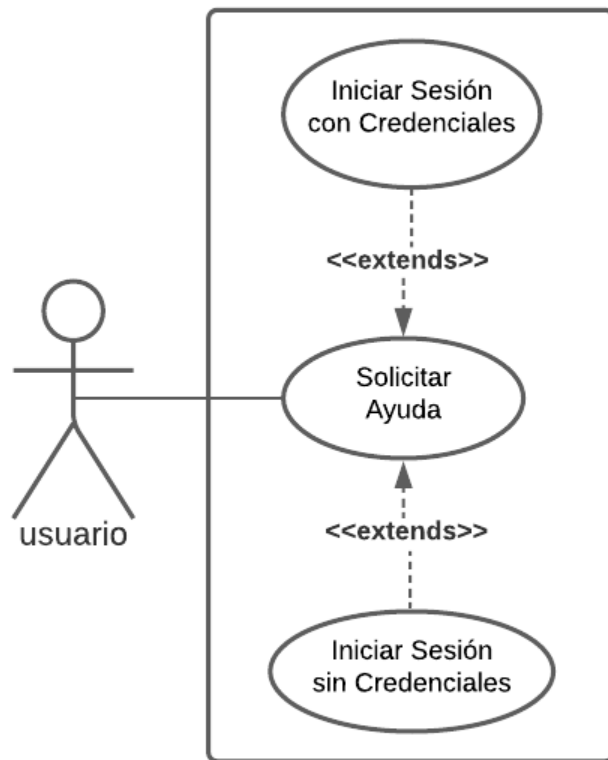 Iniciar Sesión
con Credenciales
<<extends>>
Solicitar
Ayuda
<<extends>>
usuario
Iniciar Sesión
sin Credenciales